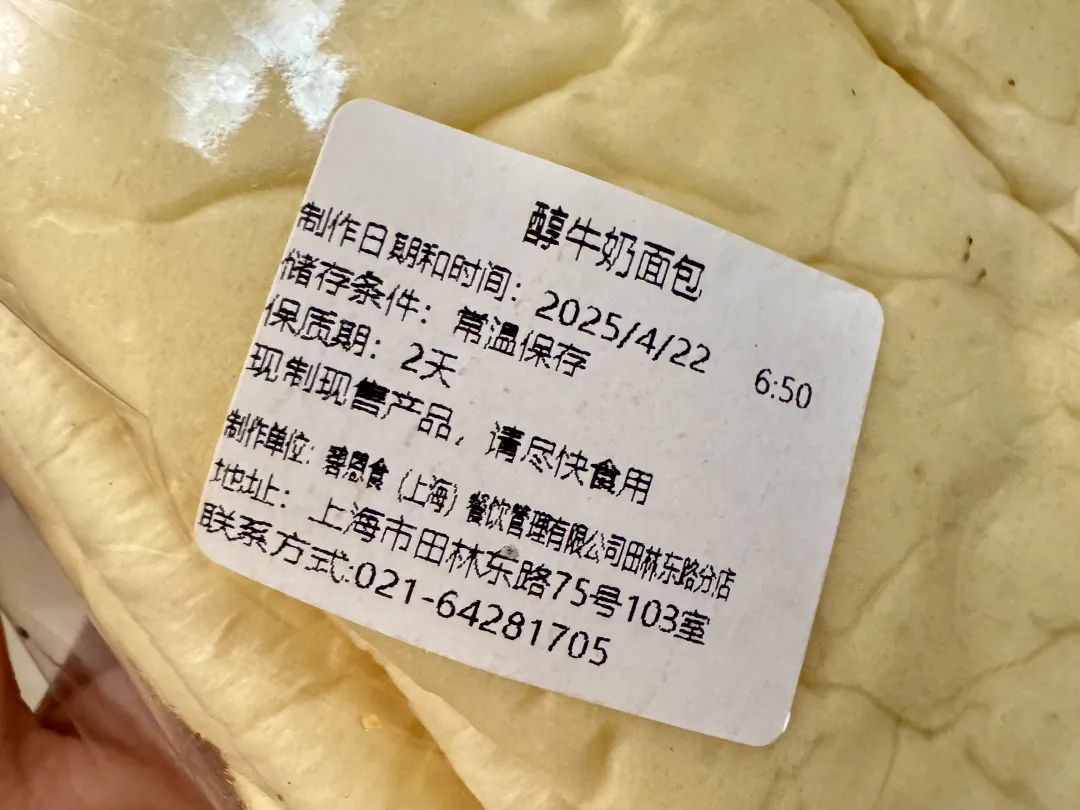 醇牛奶面包
制作日期和时间：2025/4/22 6:50
储存条件：常温保存
保质期：2天
现制现售产品，请尽快食用
制作单位：碧恩食（上海）餐饮管理有限公司田林东路分店
地址：上海市田林东路75号103室
联系方式:021-64281705